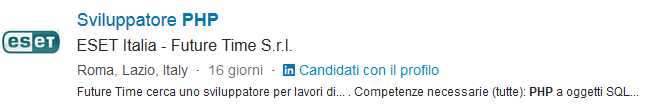 Sviluppatore PHP
eSeT
ESET Italia - Future Time S.r.l.
Roma, Lazio, Italy · 16 giorni · in Candidati con il profilo
Future Time cerca uno sviluppatore per lavori di... . Competenze necessarie (tutte): PHP a oggetti SQL...